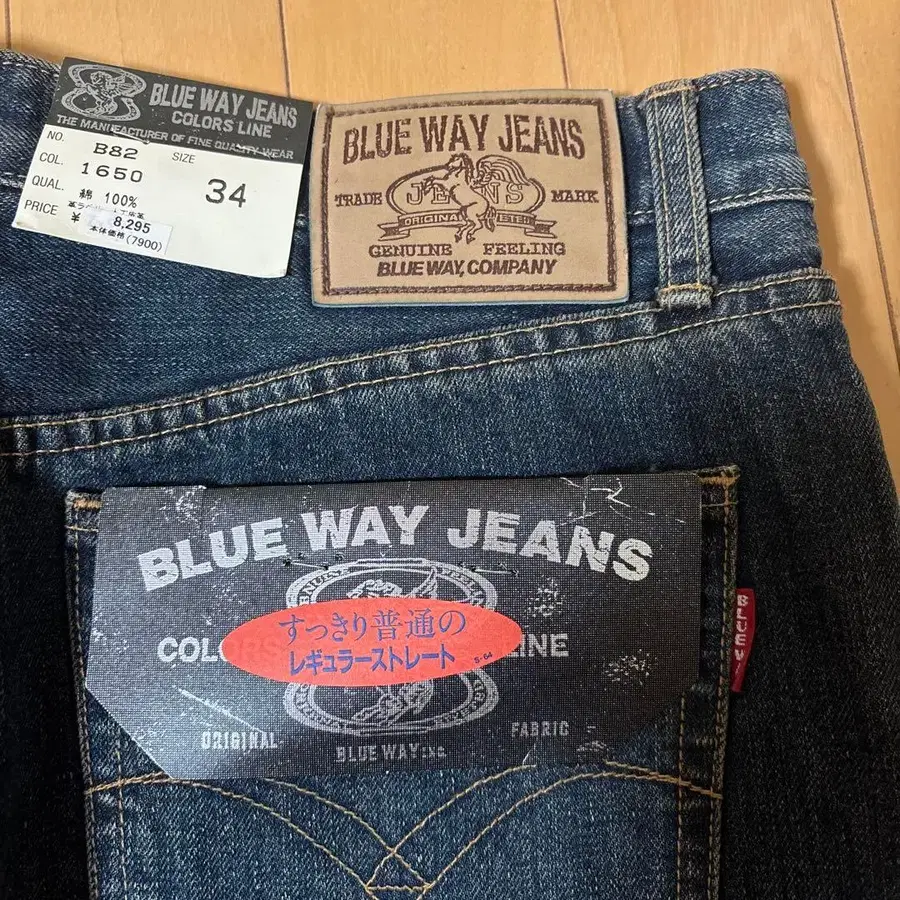 BLUE WAY JEANS
COLORS LINE
THE MANUFACTURER OF FINE QUALITY WEAR
NO. B82 SIZE
COL. 1650 34
QUAL. 綿 100%
PRICE ¥ 8,295
本体価格(7900)
BLUE WAY JEANS
TRADE JEANS MARK
ORIGINAL
GENUINE FEELING
BLUE WAY, COMPANY
BLUE WAY JEANS
すっきり普通の
COLORS LINE
レギュラーストレート S-64
ORIGINAL FABRIC
BLUE WAY INC.
BLUEW